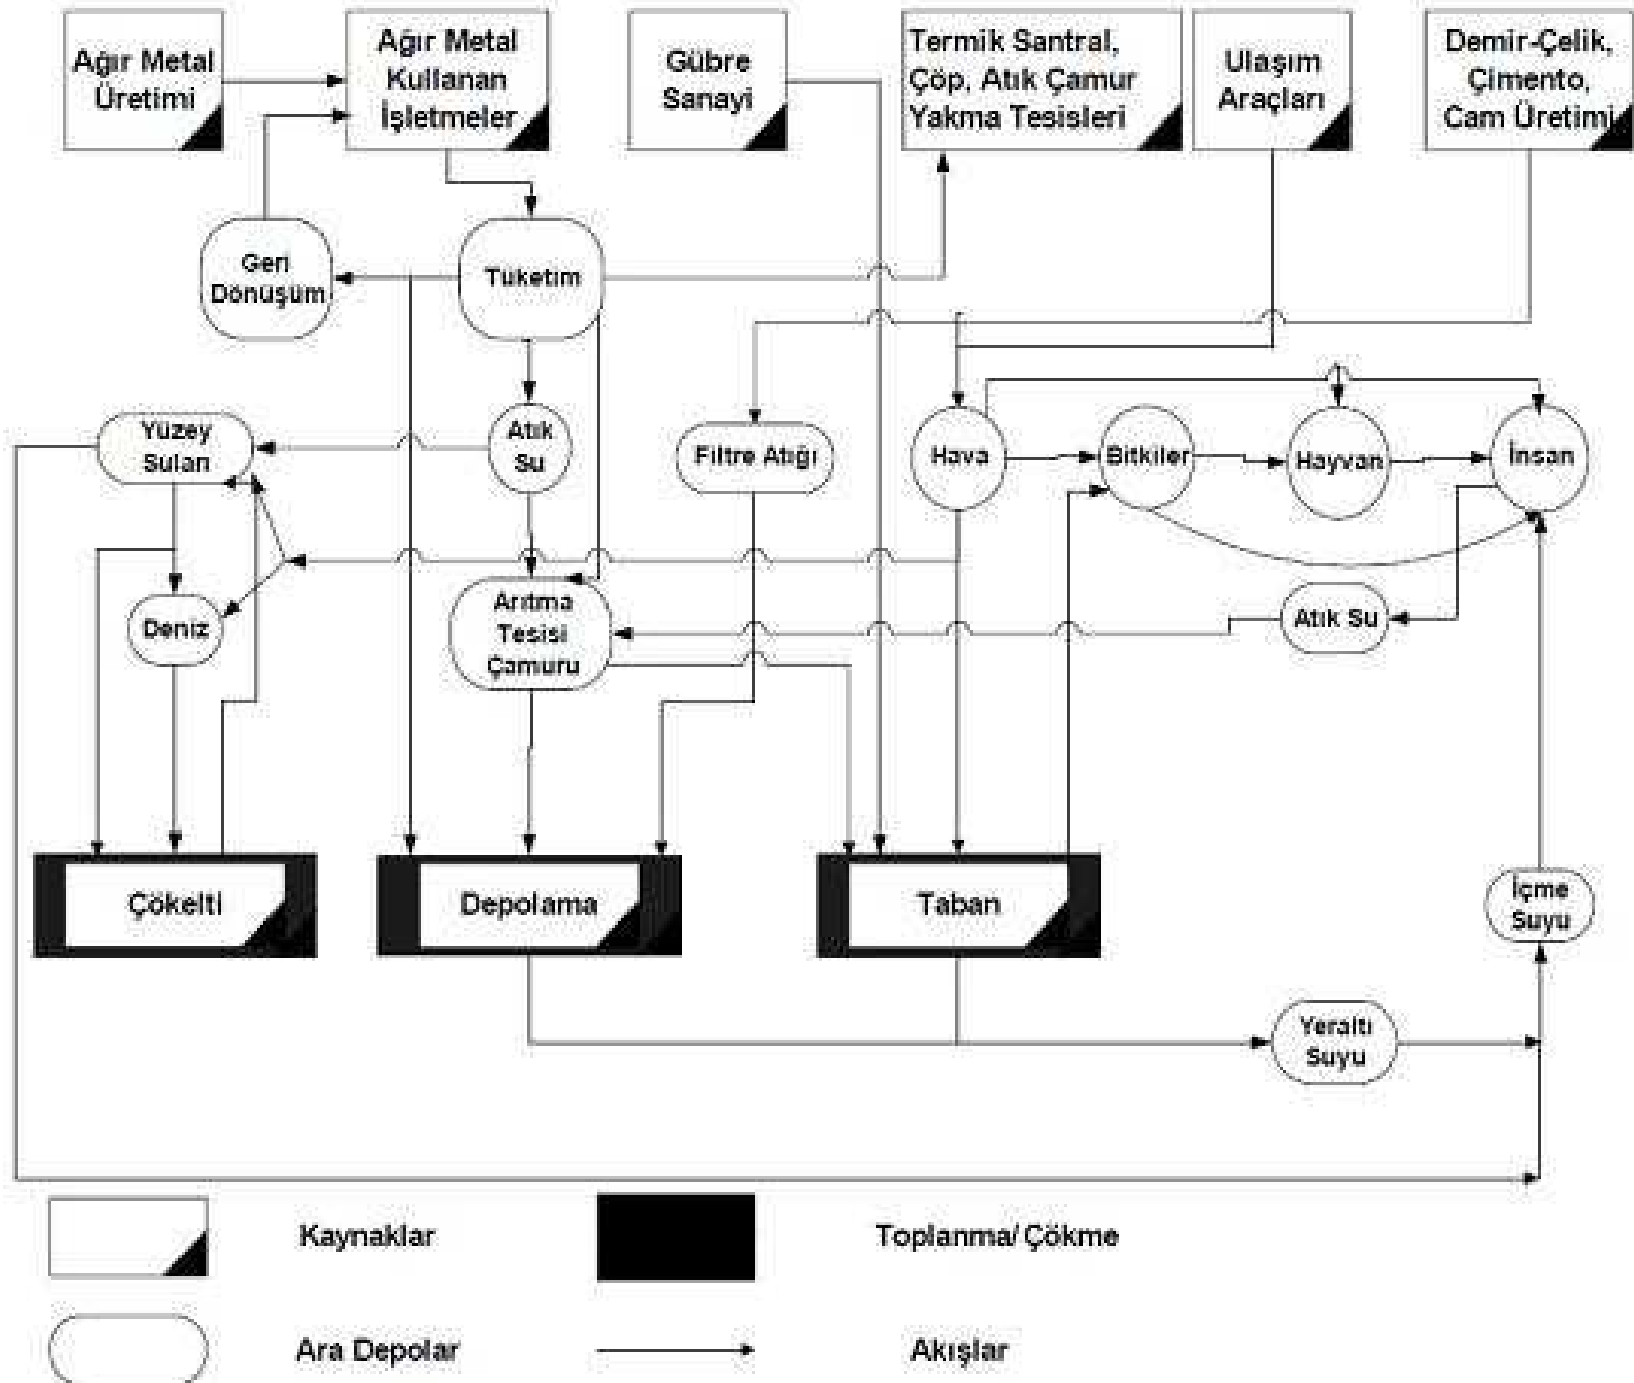 Ağır Metal
Üretimi
Ağır Metal
Kullanan
İşletmeler
Gübre
Sanayi
Termik Santral,
Çöp, Atık Çamur
Yakma Tesisleri
Ulaşım
Araçları
Demir-Çelik,
Çimento,
Cam Üretimi
Geri
Dönüşüm
Tüketim
Yüzey
Suları
Atık
Su
Filtre Atığı
Hava
Bitkiler
Hayvan
İnsan
Deniz
Arıtma
Tesisi
Çamuru
Atık Su
Çökelti
Depolama
Taban
İçme
Suyu
Yeraltı
Suyu
Kaynaklar
Toplanma/Çökme
Ara Depolar
Akışlar